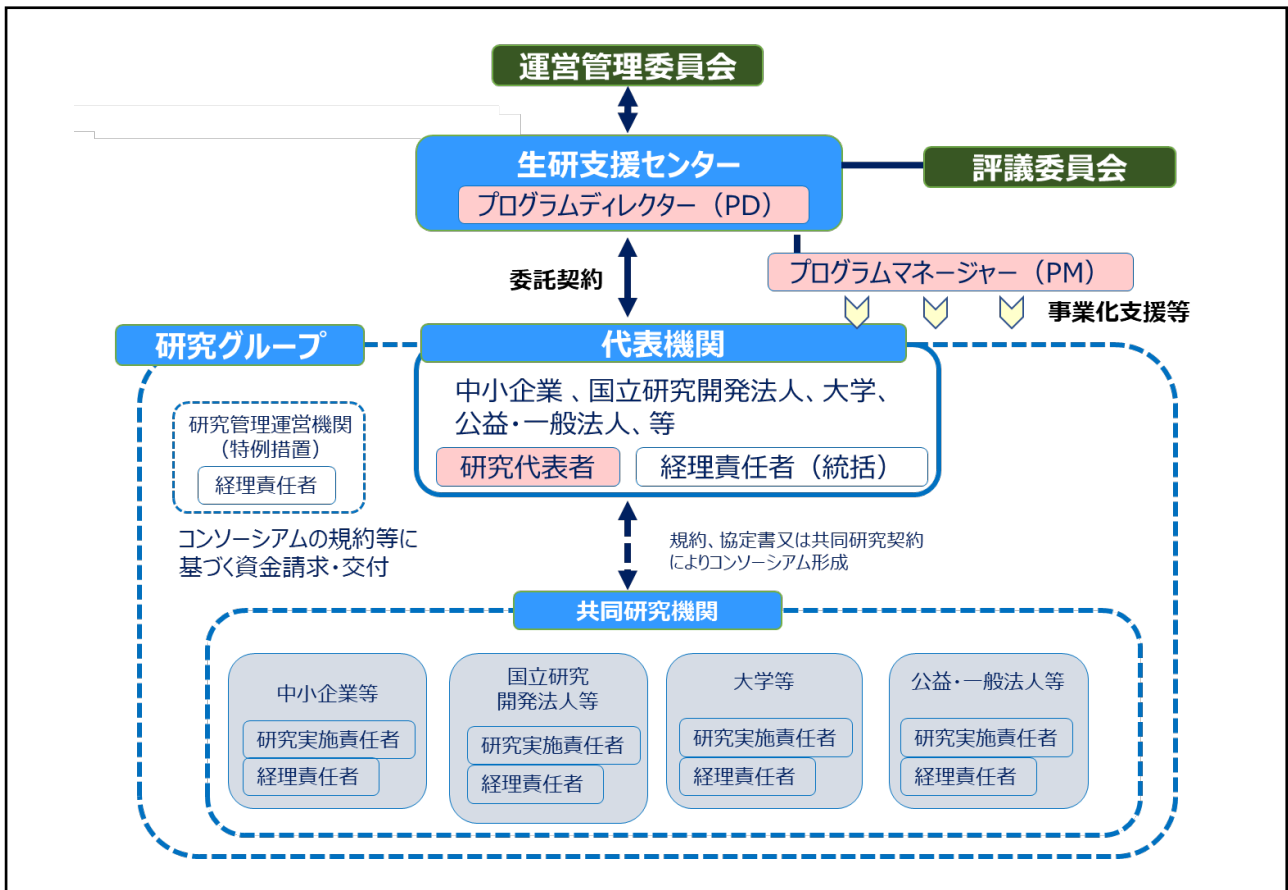 運営管理委員会
生研支援センター
プログラムディレクター（PD）
評議委員会
委託契約
プログラムマネージャー（PM）
事業化支援等
研究グループ
代表機関
中小企業 、国立研究開発法人、大学、
公益・一般法人、等
研究代表者
経理責任者（統括）
研究管理運営機関
（特例措置）
経理責任者
コンソーシアムの規約等に
基づく資金請求・交付
規約、協定書又は共同研究契約
によりコンソーシアム形成
共同研究機関
中小企業等
研究実施責任者
経理責任者
国立研究
開発法人等
研究実施責任者
経理責任者
大学等
研究実施責任者
経理責任者
公益・一般法人等
研究実施責任者
経理責任者